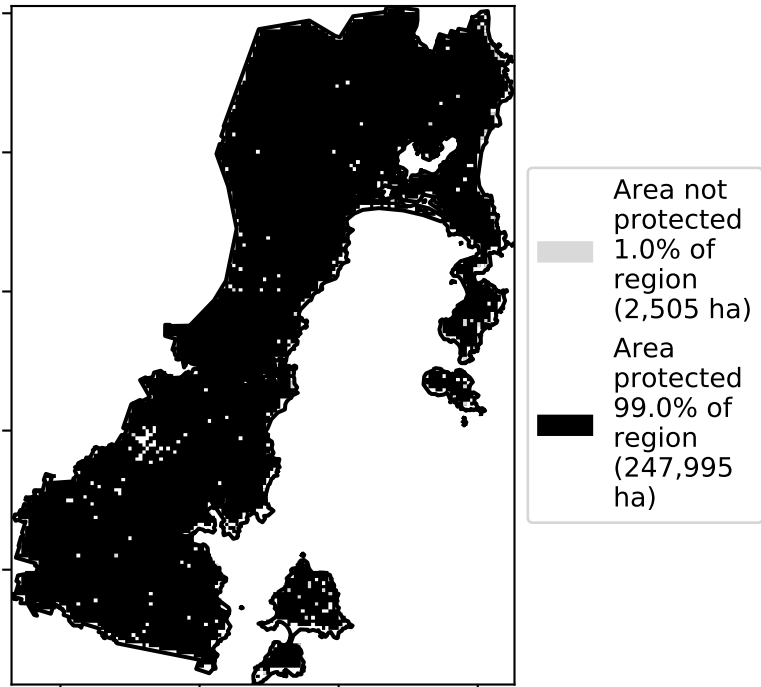 Area not
protected
1.0% of
region
(2,505 ha)
Area
protected
99.0% of
region
(247,995
ha)